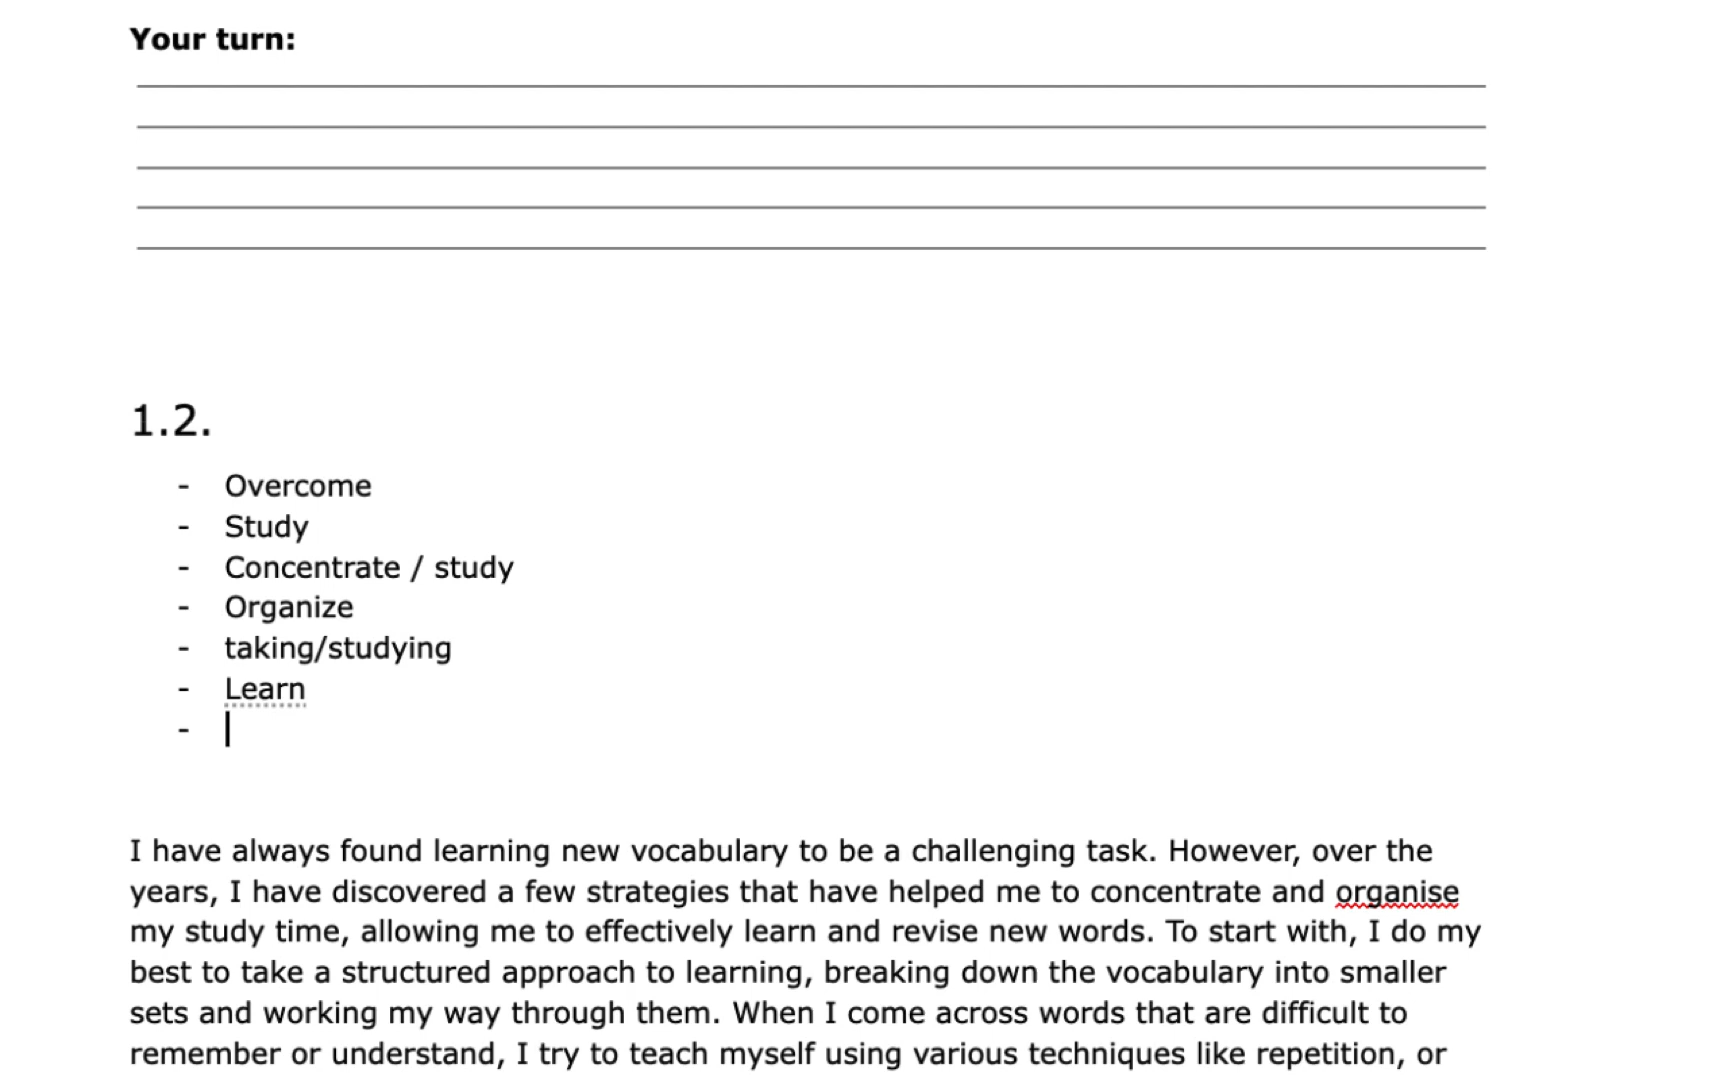 Your turn:
1.2.
- Overcome
- Study
- Concentrate / study
- Organize
- taking/studying
- Learn
-
I have always found learning new vocabulary to be a challenging task. However, over the
years, I have discovered a few strategies that have helped me to concentrate and organise
my study time, allowing me to effectively learn and revise new words. To start with, I do my
best to take a structured approach to learning, breaking down the vocabulary into smaller
sets and working my way through them. When I come across words that are difficult to
remember or understand, I try to teach myself using various techniques like repetition, or